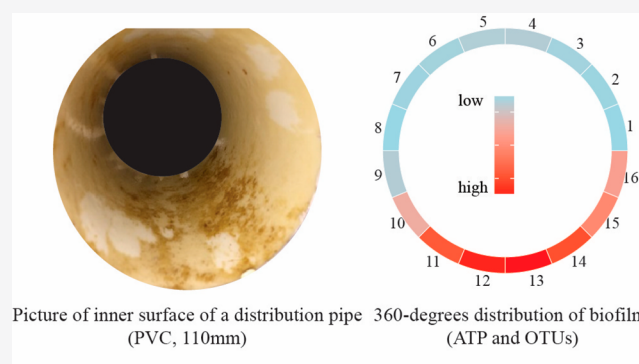 5
4
6
3
7
2
8
1
9
16
10
15
11
14
12
13
low
high
Picture of inner surface of a distribution pipe
(PVC, 110mm)
360-degrees distribution of biofilm
(ATP and OTUs)